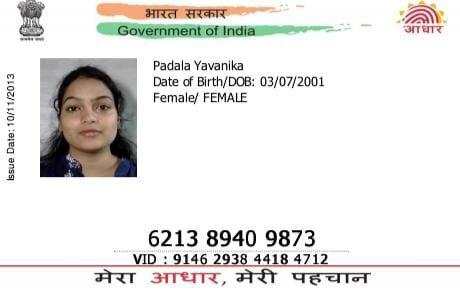 भारत सरकार
Government of India
आधार
Issue Date: 10/11/2013
Padala Yavanika
Date of Birth/DOB: 03/07/2001
Female/ FEMALE
6213 8940 9873
VID : 9146 2938 4418 4712
मेरा आधार, मेरी पहचान